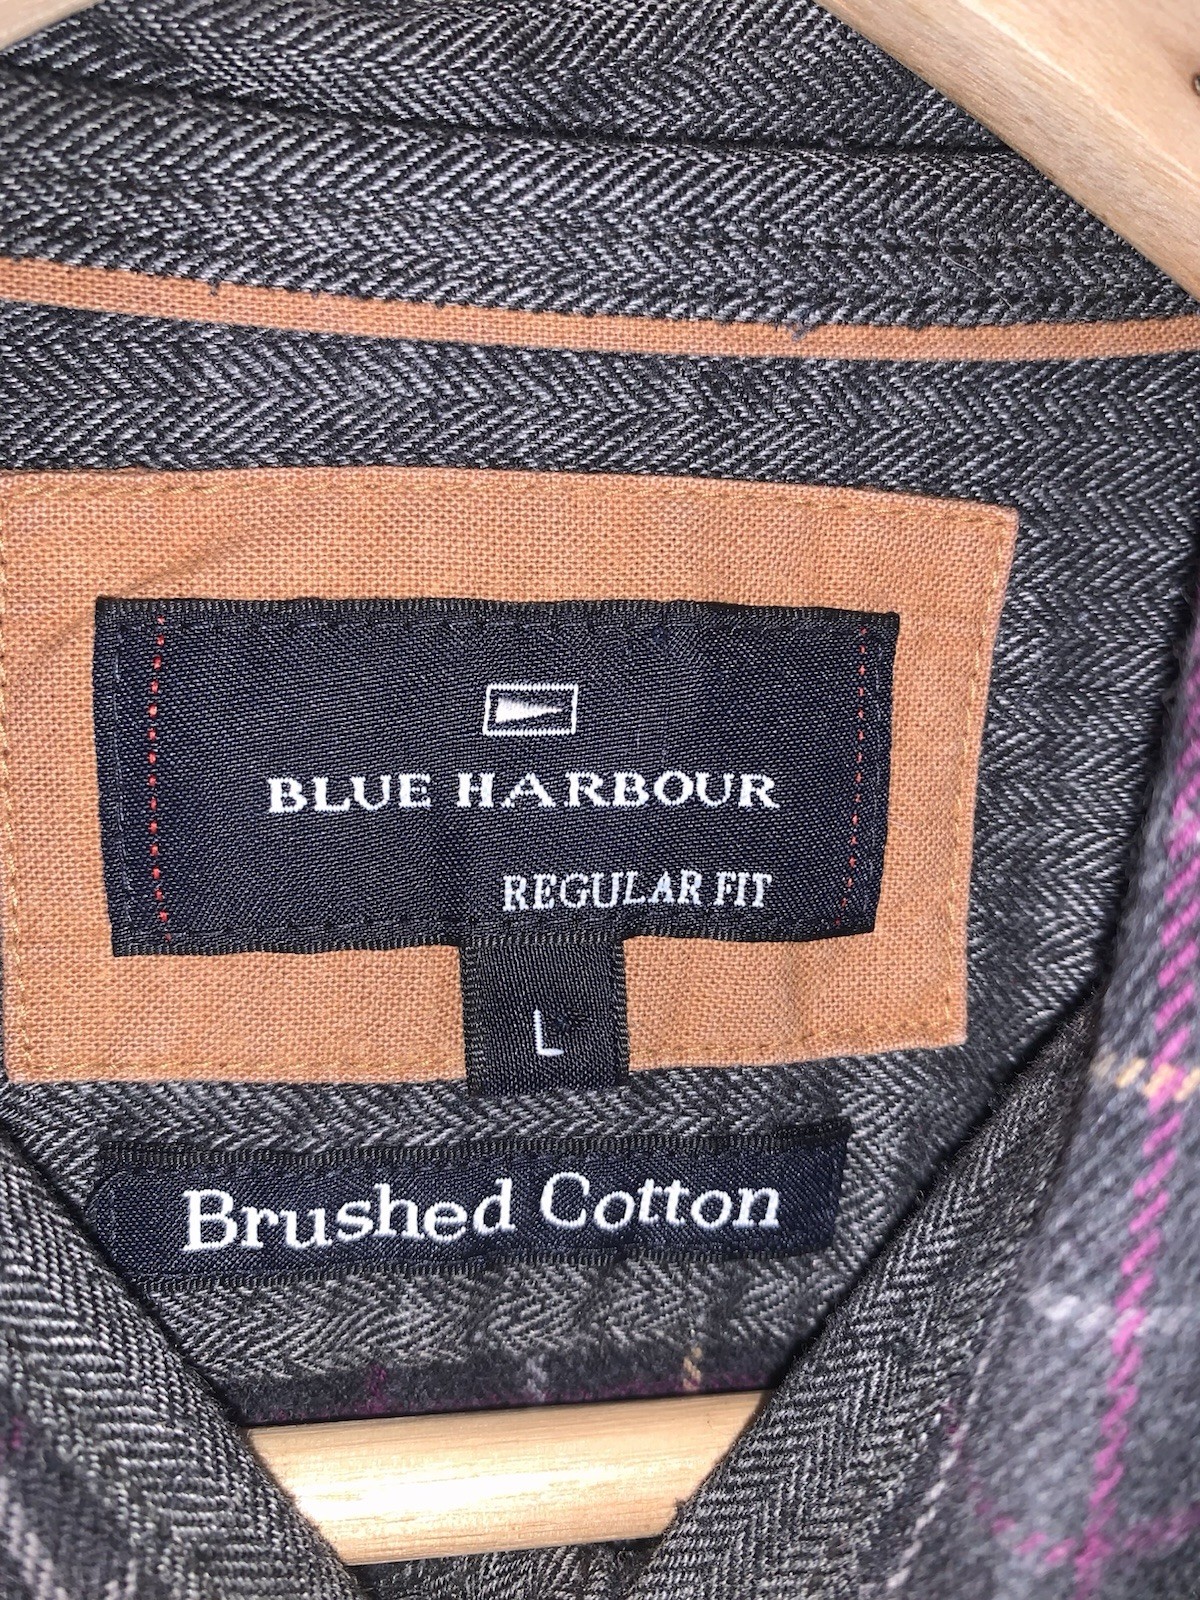 BLUE HARBOUR
REGULAR FIT
L
Brushed Cotton